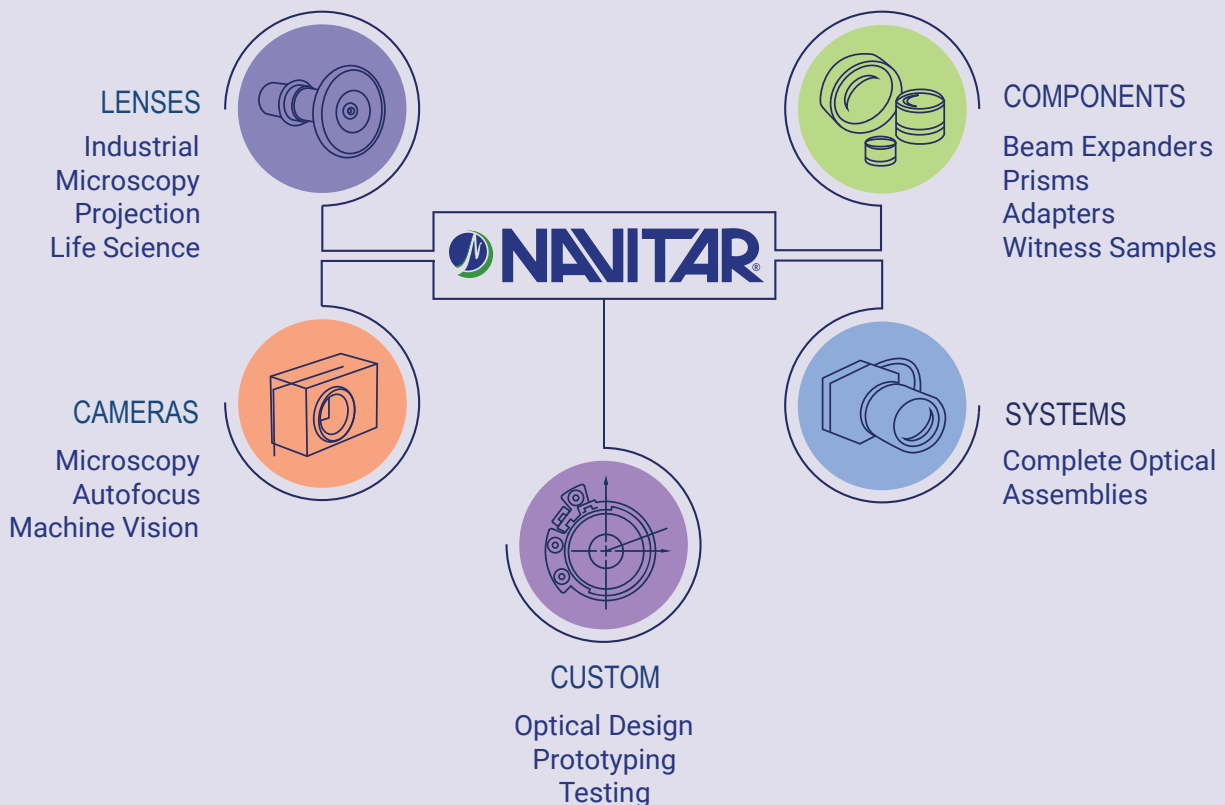 LENSES
Industrial
Microscopy
Projection
Life Science
COMPONENTS
Beam Expanders
Prisms
Adapters
Witness Samples
NAVITAR®
CAMERAS
Microscopy
Autofocus
Machine Vision
SYSTEMS
Complete Optical
Assemblies
CUSTOM
Optical Design
Prototyping
Testing